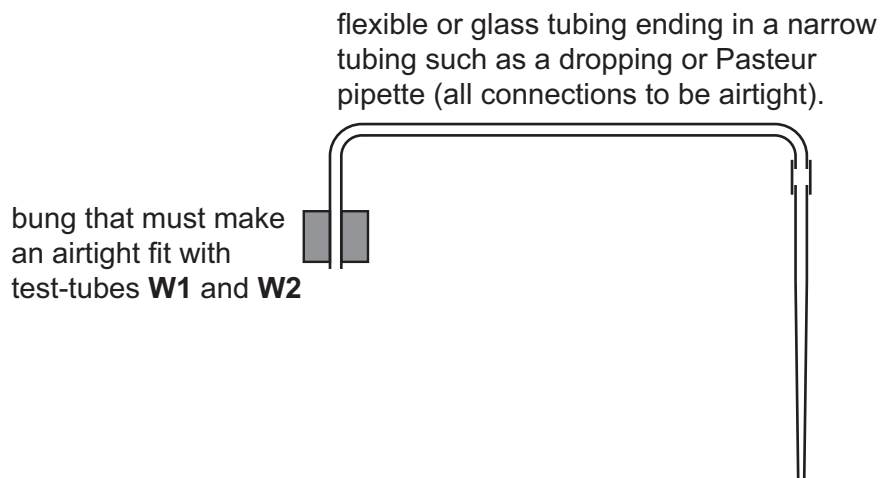 flexible or glass tubing ending in a narrow
tubing such as a dropping or Pasteur
pipette (all connections to be airtight).
bung that must make
an airtight fit with
test-tubes W1 and W2